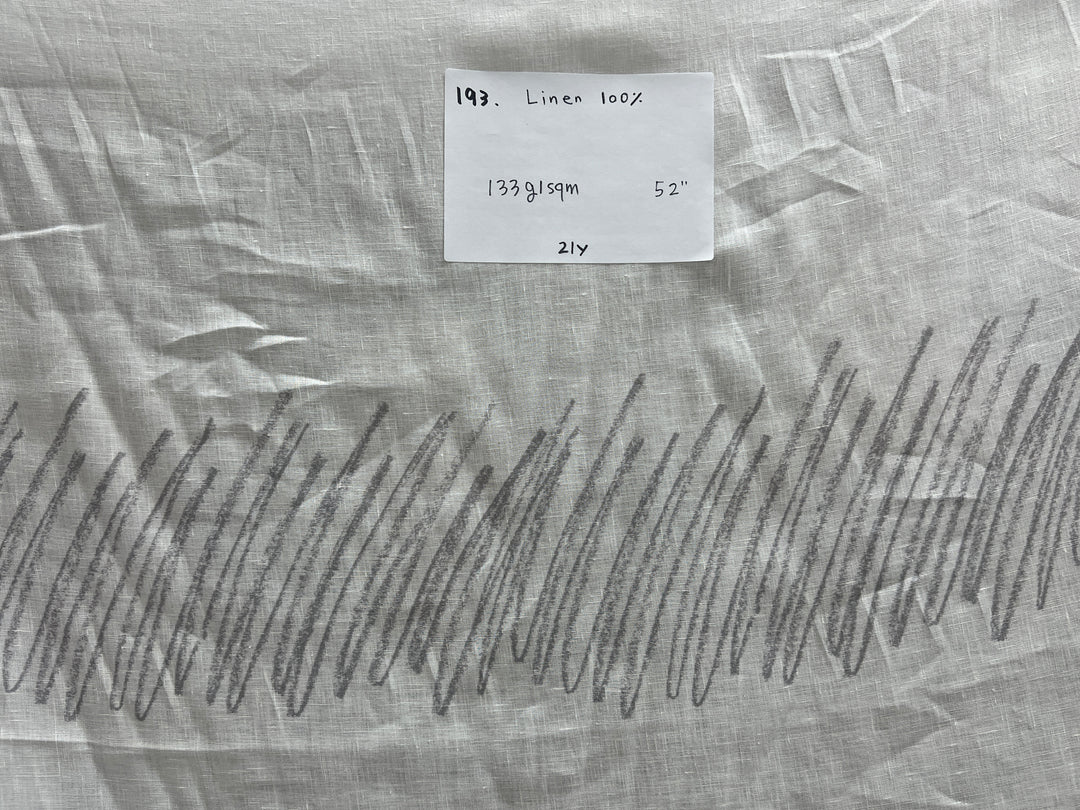 193. Linen 100%
133g/sqm 52"
21y